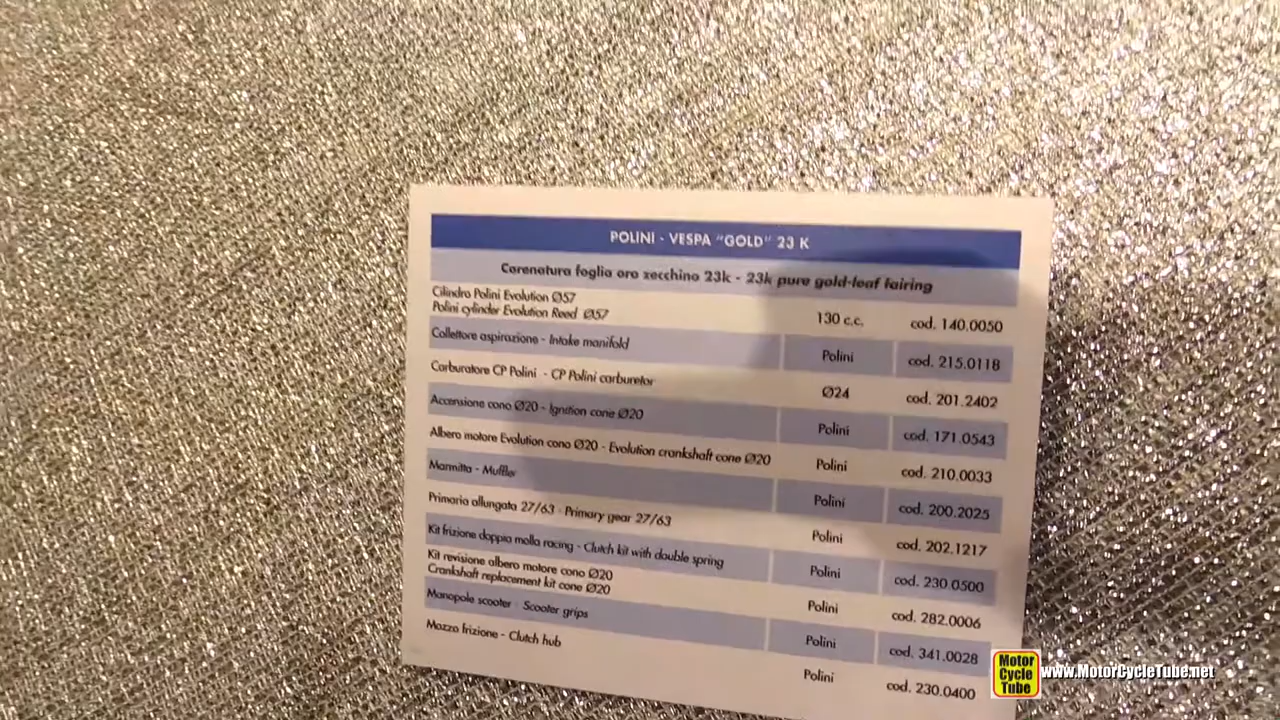 POLINI - VESPA "GOLD" 23 K
Carenatura foglia oro zecchino 23k - 23k pure gold-leaf fairing
Cilindro Polini Evolution Ø57
Polini cylinder Evolution Reed Ø57 130 c.c. cod. 140.0050
Collettore aspirazione - Intake manifold Polini cod. 215.0118
Carburatore CP Polini - CP Polini carburetor Ø24 cod. 201.2402
Accensione cono Ø20 - Ignition cone Ø20 Polini cod. 171.0543
Albero motore Evolution cono Ø20 - Evolution crankshaft cone Ø20 Polini cod. 210.0033
Marmitta - Muffler Polini cod. 200.2025
Primaria allungata 27/63 - Primary gear 27/63 Polini cod. 202.1217
Kit frizione doppia molla racing - Clutch kit with double spring Polini cod. 230.0500
Kit revisione albero motore cono Ø20
Crankshaft replacement kit cone Ø20 Polini cod. 282.0006
Manopole scooter - Scooter grips Polini cod. 341.0028
Mozzo frizione - Clutch hub Polini cod. 230.0400
Motor
Cycle
Tube
www.MotorCycleTube.net